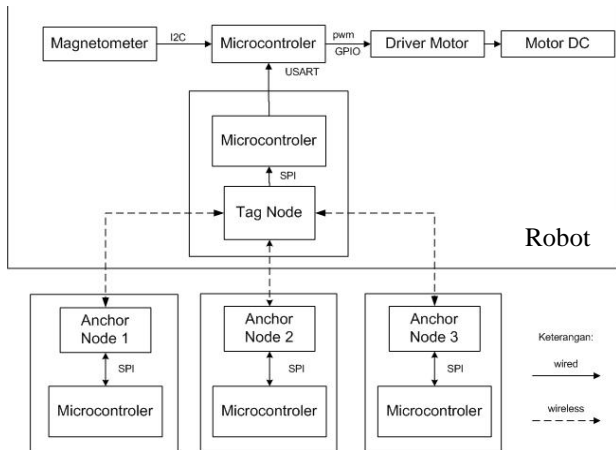 Magnetometer
I2C
Microcontroler
pwm
GPIO
Driver Motor
Motor DC
USART
Microcontroler
SPI
Tag Node
Robot
Anchor
Node 1
SPI
Microcontroler
Anchor
Node 2
SPI
Microcontroler
Anchor
Node 3
SPI
Microcontroler
Keterangan:
wired
wireless